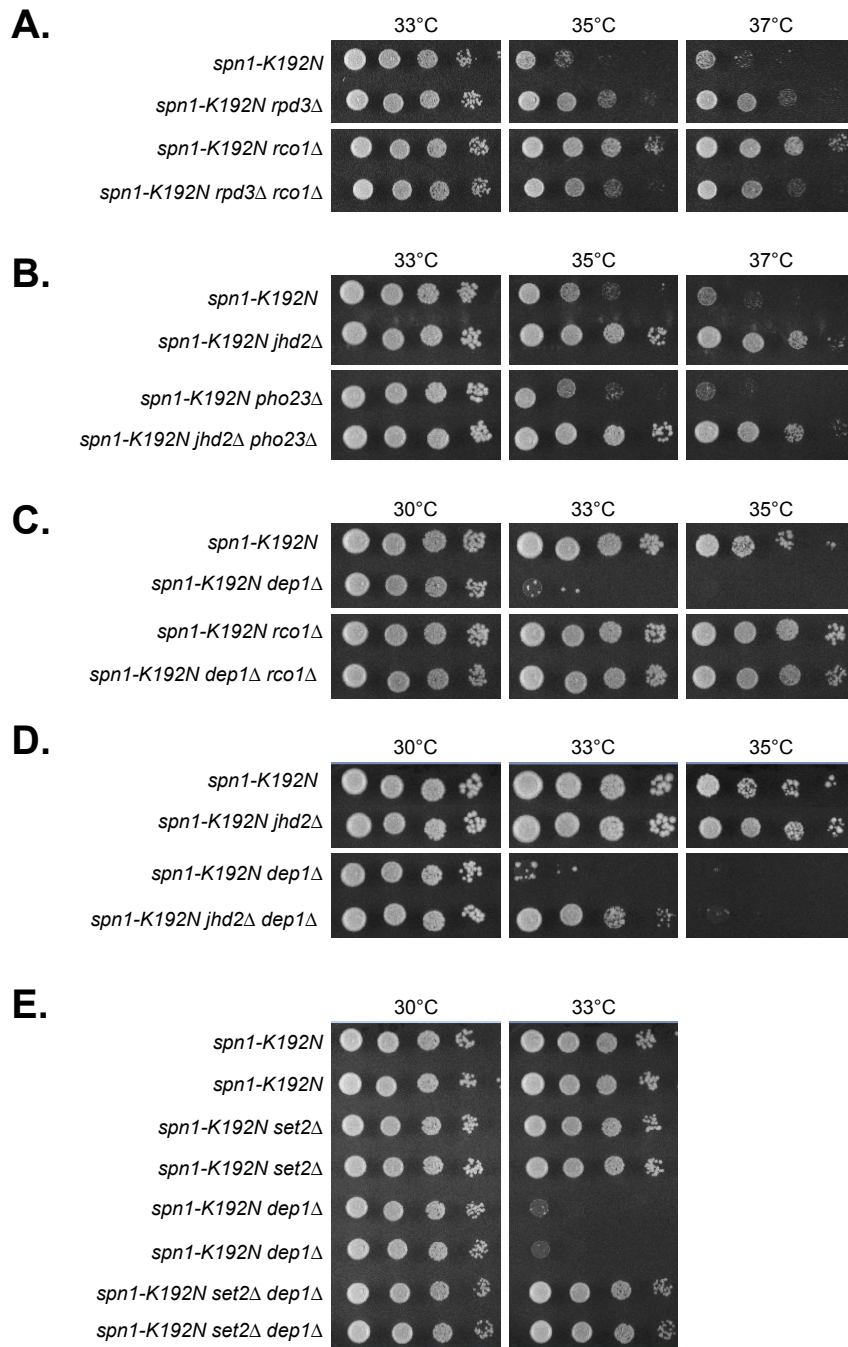 A.
33°C 35°C 37°C
spn1-K192N
spn1-K192N rpd3Δ
spn1-K192N rco1Δ
spn1-K192N rpd3Δ rco1Δ
B.
33°C 35°C 37°C
spn1-K192N
spn1-K192N jhd2Δ
spn1-K192N pho23Δ
spn1-K192N jhd2Δ pho23Δ
C.
30°C 33°C 35°C
spn1-K192N
spn1-K192N dep1Δ
spn1-K192N rco1Δ
spn1-K192N dep1Δ rco1Δ
D.
30°C 33°C 35°C
spn1-K192N
spn1-K192N jhd2Δ
spn1-K192N dep1Δ
spn1-K192N jhd2Δ dep1Δ
E.
30°C 33°C
spn1-K192N
spn1-K192N
spn1-K192N set2Δ
spn1-K192N set2Δ
spn1-K192N dep1Δ
spn1-K192N dep1Δ
spn1-K192N set2Δ dep1Δ
spn1-K192N set2Δ dep1Δ